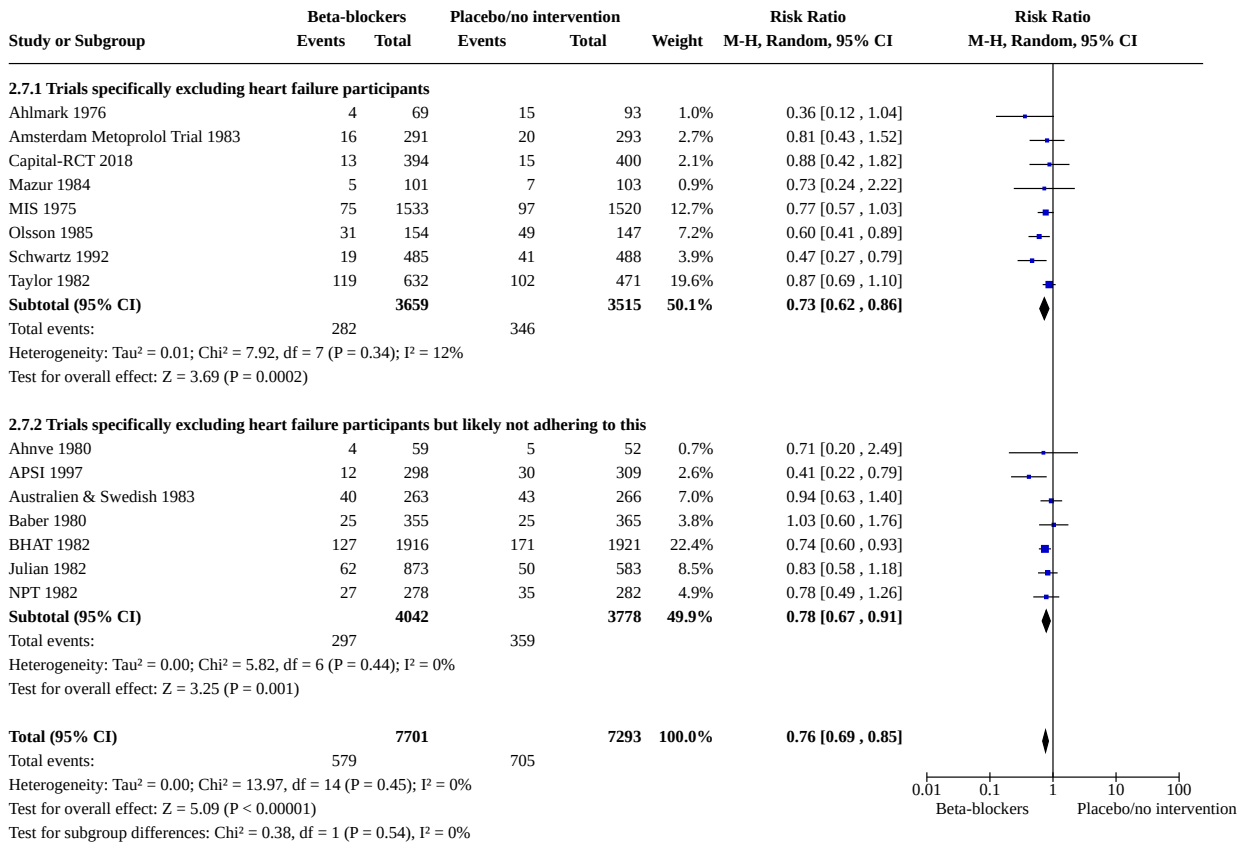 Beta-blockers Placebo/no intervention Risk Ratio Risk Ratio
Study or Subgroup Events Total Events Total Weight M-H, Random, 95% CI M-H, Random, 95% CI
2.7.1 Trials specifically excluding heart failure participants
Ahlmark 1976 4 69 15 93 1.0% 0.36 [0.12 , 1.04]
Amsterdam Metoprolol Trial 1983 16 291 20 293 2.7% 0.81 [0.43 , 1.52]
Capital-RCT 2018 13 394 15 400 2.1% 0.88 [0.42 , 1.82]
Mazur 1984 5 101 7 103 0.9% 0.73 [0.24 , 2.22]
MIS 1975 75 1533 97 1520 12.7% 0.77 [0.57 , 1.03]
Olsson 1985 31 154 49 147 7.2% 0.60 [0.41 , 0.89]
Schwartz 1992 19 485 41 488 3.9% 0.47 [0.27 , 0.79]
Taylor 1982 119 632 102 471 19.6% 0.87 [0.69 , 1.10]
Subtotal (95% CI) 3659 3515 50.1% 0.73 [0.62 , 0.86]
Total events: 282 346
Heterogeneity: Tau² = 0.01; Chi² = 7.92, df = 7 (P = 0.34); I² = 12%
Test for overall effect: Z = 3.69 (P = 0.0002)
2.7.2 Trials specifically excluding heart failure participants but likely not adhering to this
Ahnve 1980 4 59 5 52 0.7% 0.71 [0.20 , 2.49]
APSI 1997 12 298 30 309 2.6% 0.41 [0.22 , 0.79]
Australien & Swedish 1983 40 263 43 266 7.0% 0.94 [0.63 , 1.40]
Baber 1980 25 355 25 365 3.8% 1.03 [0.60 , 1.76]
BHAT 1982 127 1916 171 1921 22.4% 0.74 [0.60 , 0.93]
Julian 1982 62 873 50 583 8.5% 0.83 [0.58 , 1.18]
NPT 1982 27 278 35 282 4.9% 0.78 [0.49 , 1.26]
Subtotal (95% CI) 4042 3778 49.9% 0.78 [0.67 , 0.91]
Total events: 297 359
Heterogeneity: Tau² = 0.00; Chi² = 5.82, df = 6 (P = 0.44); I² = 0%
Test for overall effect: Z = 3.25 (P = 0.001)
Total (95% CI) 7701 7293 100.0% 0.76 [0.69 , 0.85]
Total events: 579 705
Heterogeneity: Tau² = 0.00; Chi² = 13.97, df = 14 (P = 0.45); I² = 0%
0.01 0.1 1 10 100
Test for overall effect: Z = 5.09 (P < 0.00001)
Beta-blockers Placebo/no intervention
Test for subgroup differences: Chi² = 0.38, df = 1 (P = 0.54), I² = 0%